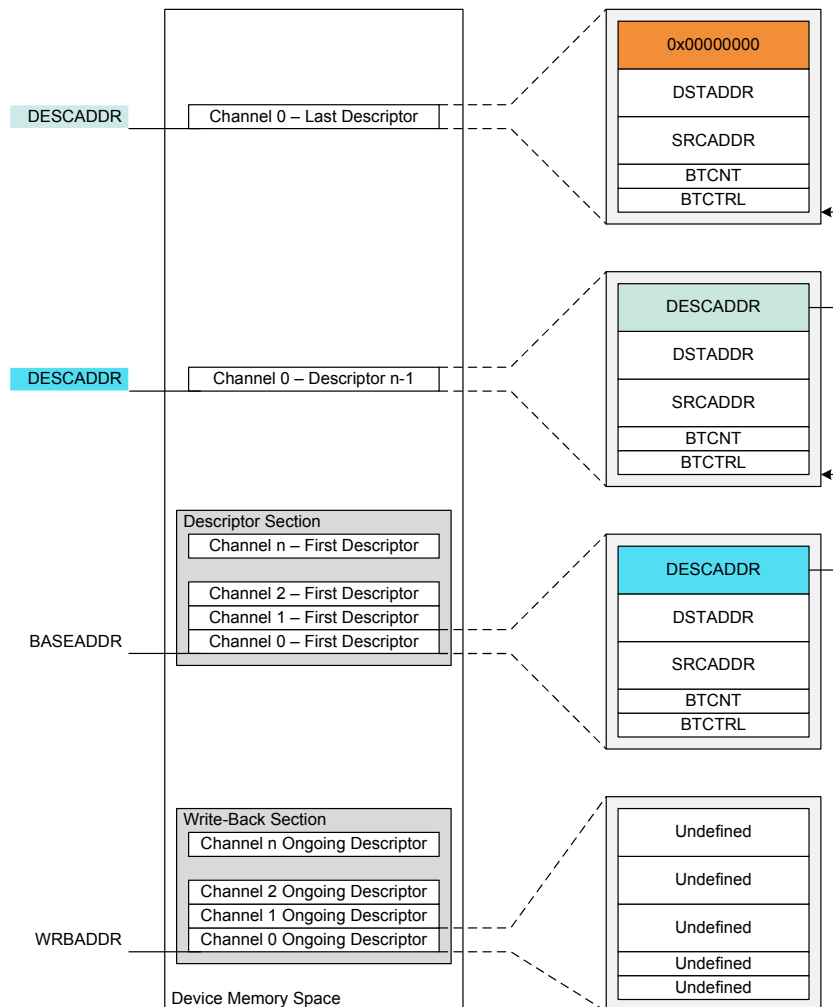 0x00000000
DESCADDR
Channel 0 – Last Descriptor
DSTADDR
SRCADDR
BTCNT
BTCTRL
DESCADDR
DESCADDR
Channel 0 – Descriptor n-1
DSTADDR
SRCADDR
BTCNT
BTCTRL
Descriptor Section
Channel n – First Descriptor
DESCADDR
Channel 2 – First Descriptor
Channel 1 – First Descriptor
DSTADDR
BASEADDR
Channel 0 – First Descriptor
SRCADDR
BTCNT
BTCTRL
Write-Back Section
Channel n Ongoing Descriptor
Undefined
Channel 2 Ongoing Descriptor
Undefined
Channel 1 Ongoing Descriptor
WRBADDR
Channel 0 Ongoing Descriptor
Undefined
Undefined
Undefined
Device Memory Space